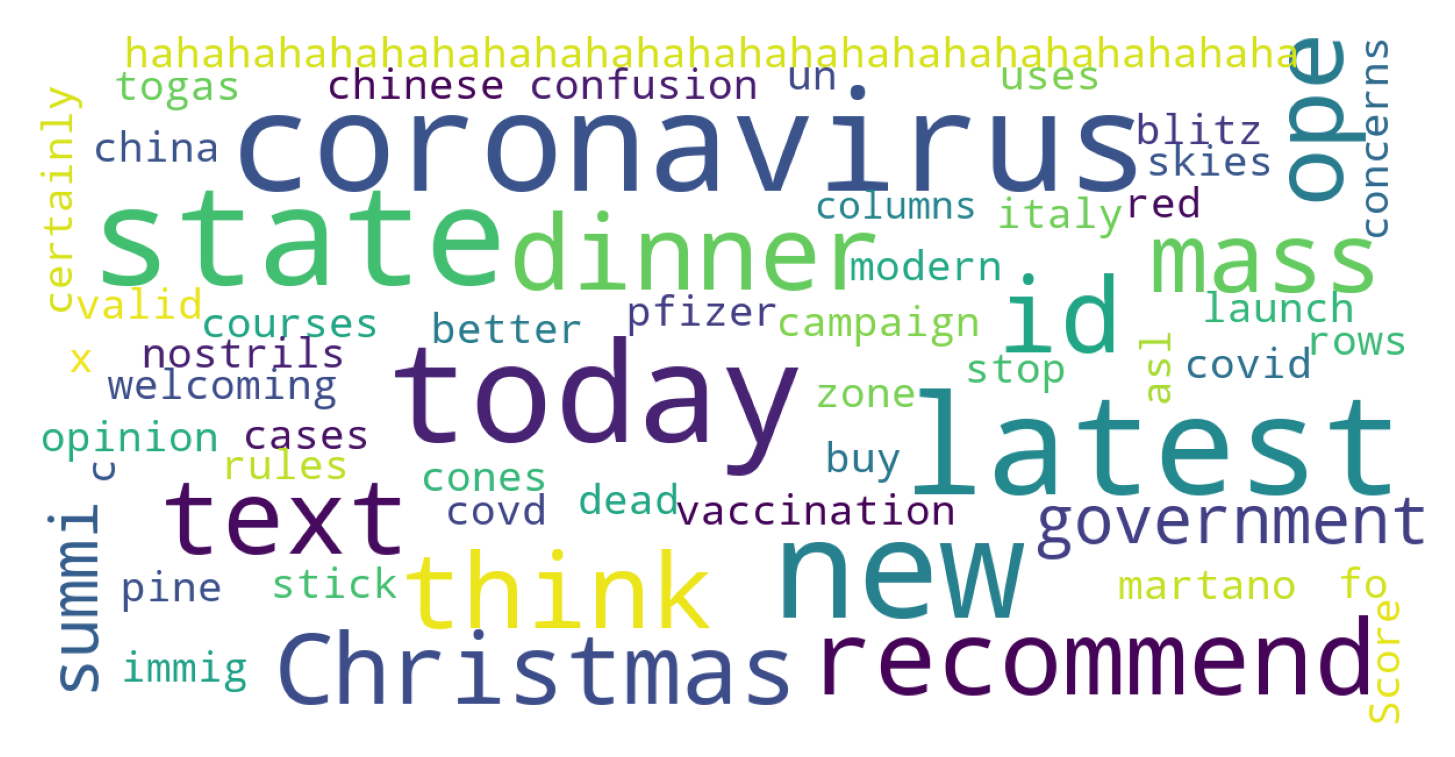 hahahahahahahahahahahahahahahahahahahahahahaha
togas
chinese
confusion
un
uses
ope
concerns
certainly
china
coronavirus
blitz
skies
state
dinner
columns
italy
red
mass
modern
id
valid
courses
better
pfizer
campaign
launch
rows
x
nostrils
welcoming
today
zone
stop
asl
covid
latest
opinion
cases
c
rules
buy
text
cones
covd
dead
vaccination
government
summi
pine
stick
think
new
martano
fo
score
immig
Christmas
recommend